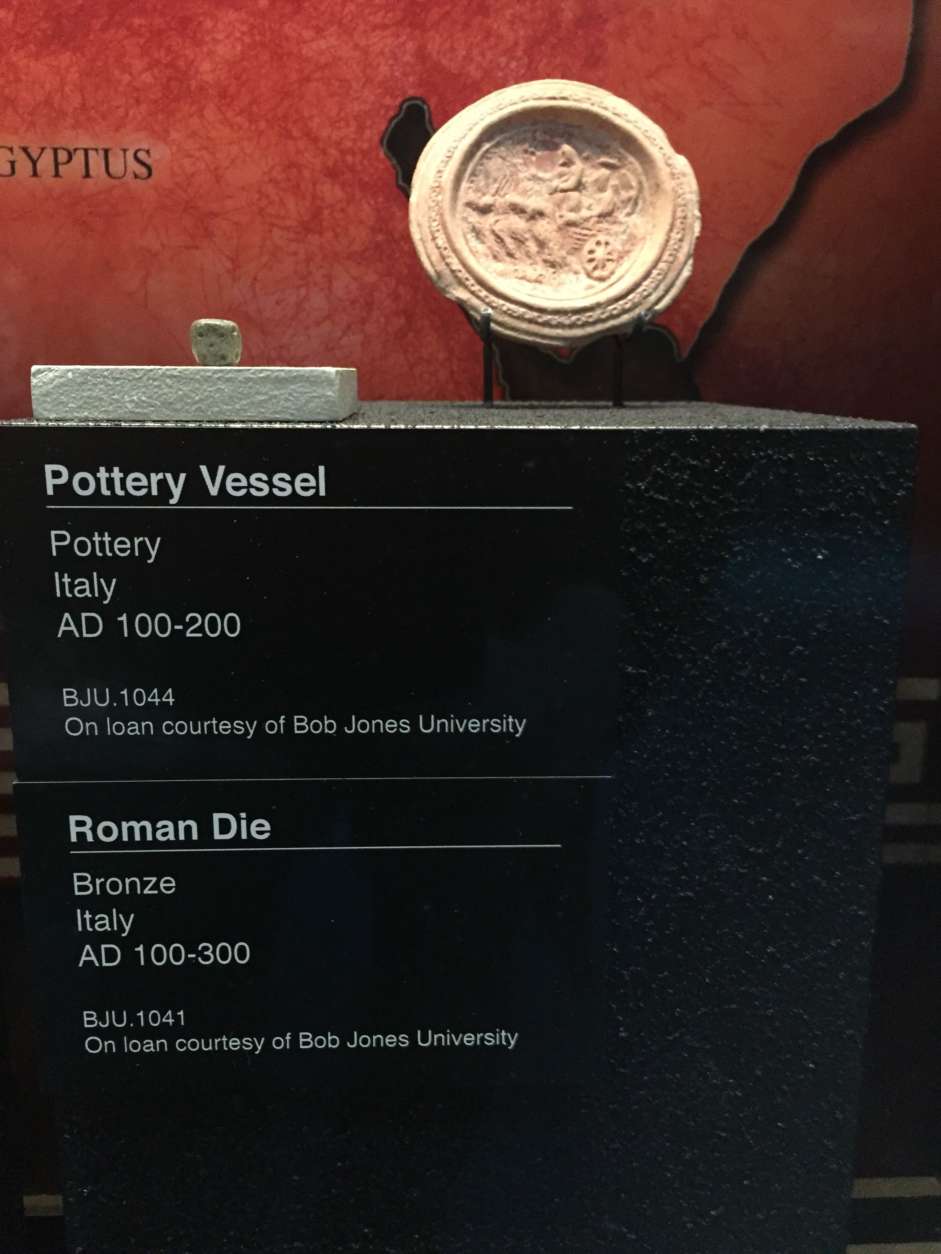 GYPTUS
Pottery Vessel
Pottery
Italy
AD 100-200
BJU.1044
On loan courtesy of Bob Jones University
Roman Die
Bronze
Italy
AD 100-300
BJU.1041
On loan courtesy of Bob Jones University